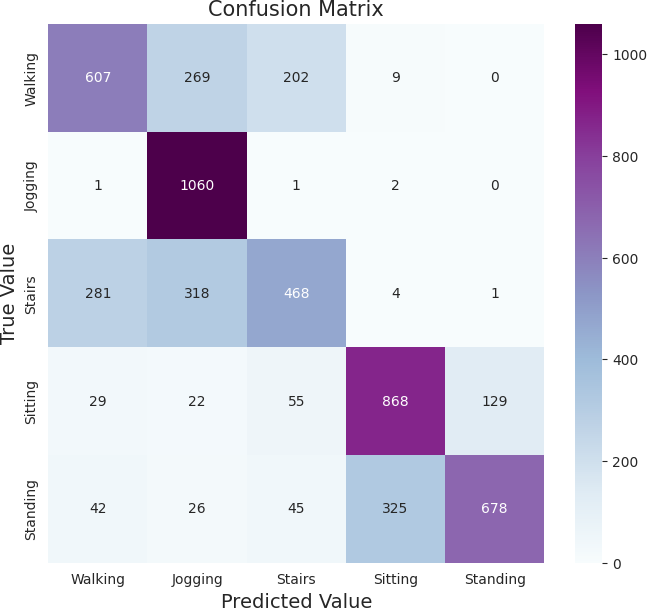 Confusion Matrix
Walking 607 269 202 9 0
Jogging 1 1060 1 2 0
Stairs 281 318 468 4 1
Sitting 29 22 55 868 129
Standing 42 26 45 325 678
Walking Jogging Stairs Sitting Standing
Predicted Value
True Value
1000
800
600
400
200
0